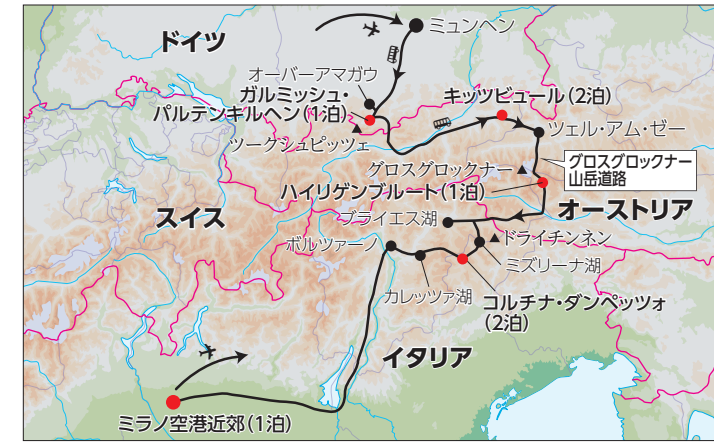 ドイツ
ミュンヘン
オーバーアマガウ
ガルミッシュ・
パルテンキルヘン(1泊)
ツークシュピッツェ
キッツビュール(2泊)
ツェル・アム・ゼー
グロスグロックナー
山岳道路
グロスグロックナー
ハイリゲンブルート(1泊)
オーストリア
スイス
ブライエス湖
ボルツァーノ
ドライチンネン
ミズリーナ湖
カレッツァ湖
コルチナ・ダンペッツォ
(2泊)
イタリア
ミラノ空港近郊(1泊)